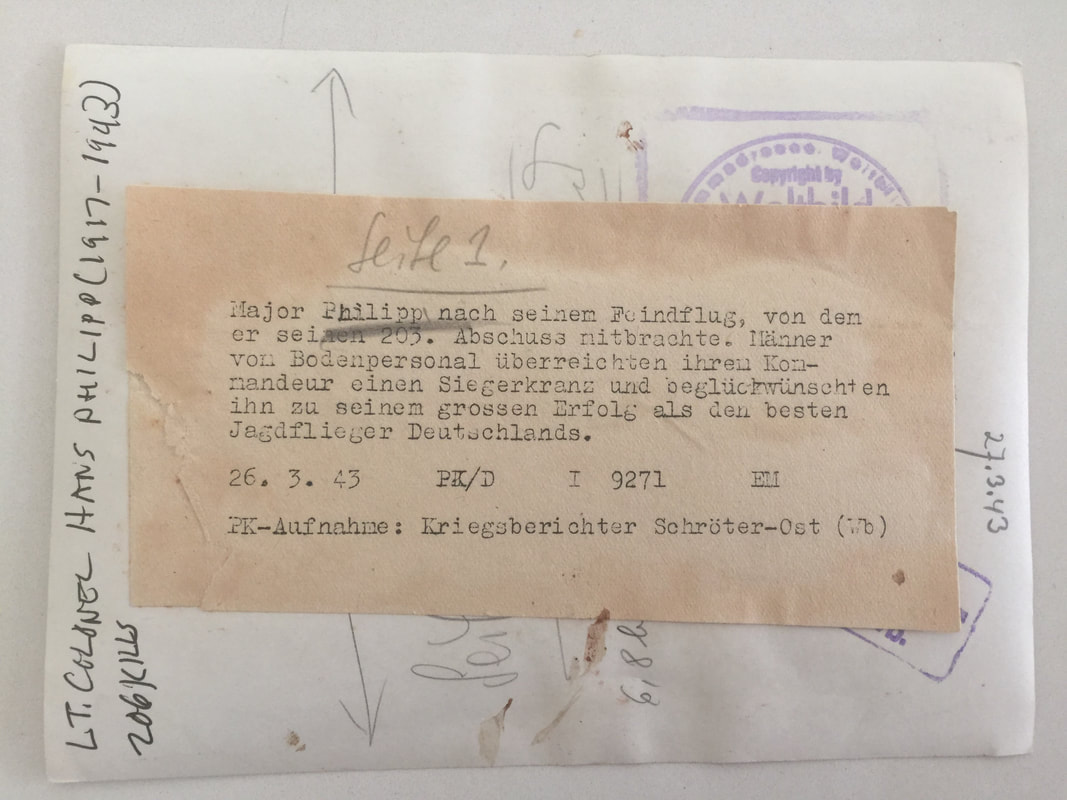 LT. COLONEL HANS PHILIPP (1917-1943)
206 KILLS
Copyright by
Weltbild
Seite 1.
Major Philipp nach seinem Feindflug, von dem
er seinen 203. Abschuss mitbrachte. Männer
vom Bodenpersonal überreichten ihrem Kom-
mandeur einen Siegerkranz und beglückwünschten
ihn zu seinem grossen Erfolg als den besten
Jagdflieger Deutschlands.
26. 3. 43 PK/D I 9271 EM
PK-Aufnahme: Kriegsberichter Schröter-Ost (Wb)
27.3.43